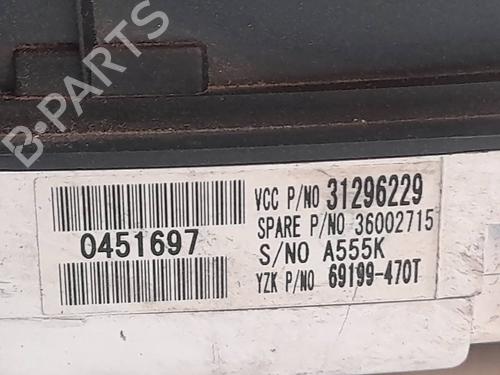 B-PARTS
VCC P/NO 31296229
SPARE P/NO 36002715
0451697
S/NO A555K
YZK P/NO 69199-470T